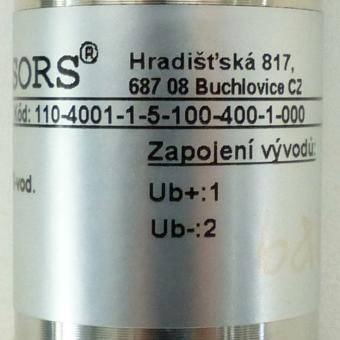 SORS®
Hradišťská 817,
687 08 Buchlovice CZ
Kód: 110-4001-1-5-100-400-1-000
Zapojení vývodů:
vod.
Ub+:1
Ub-:2